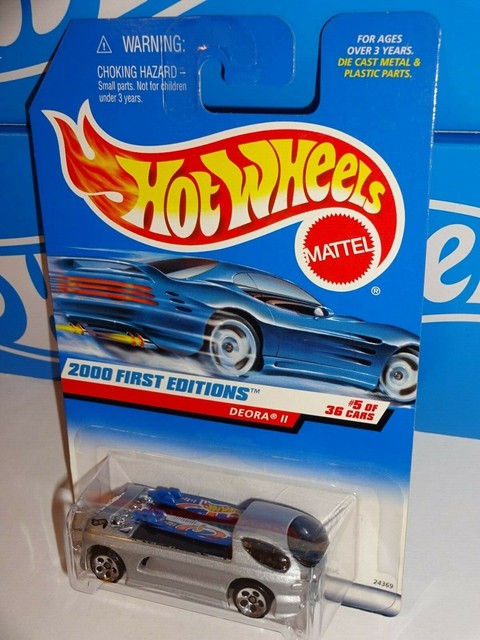 WARNING:
CHOKING HAZARD –
Small parts. Not for children
under 3 years.
FOR AGES
OVER 3 YEARS.
DIE CAST METAL &
PLASTIC PARTS.
HOT WHEELS
MATTEL
®
2000 FIRST EDITIONS™
DEORA® II
#5 OF
36 CARS
24369